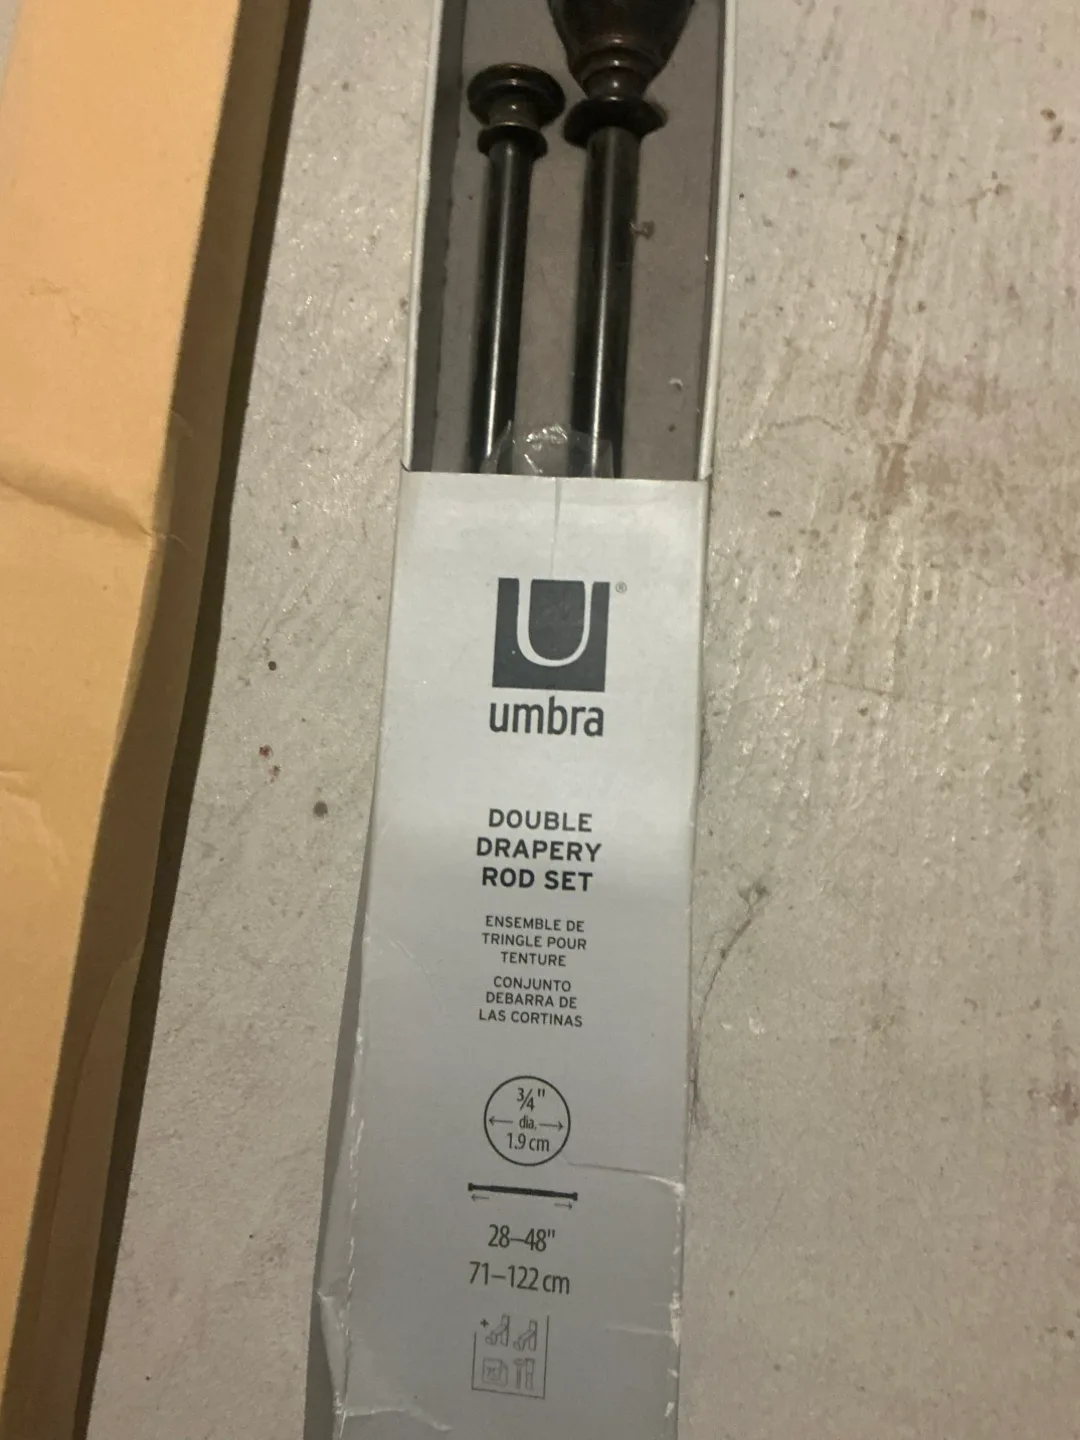 U®
umbra
DOUBLE
DRAPERY
ROD SET
ENSEMBLE DE
TRINGLE POUR
TENTURE
CONJUNTO
DEBARRA DE
LAS CORTINAS
3/4"
dia.
1.9 cm
28–48"
71–122 cm